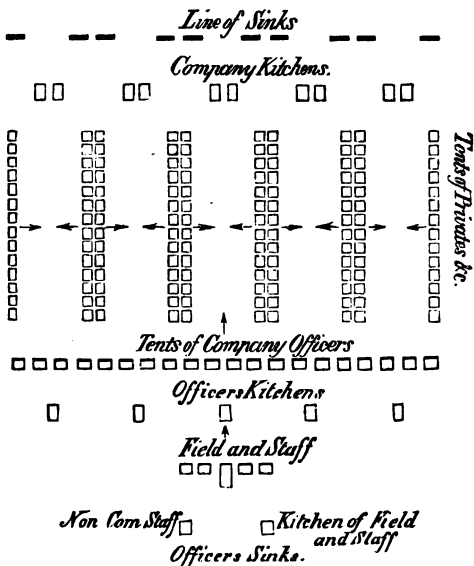 Line of Sinks
Company Kitchens.
Tents of Privates &c.
Tents of Company Officers
Officers Kitchens
Field and Staff
Non Com Staff
Kitchen of Field
and Staff
Officers Sinks.